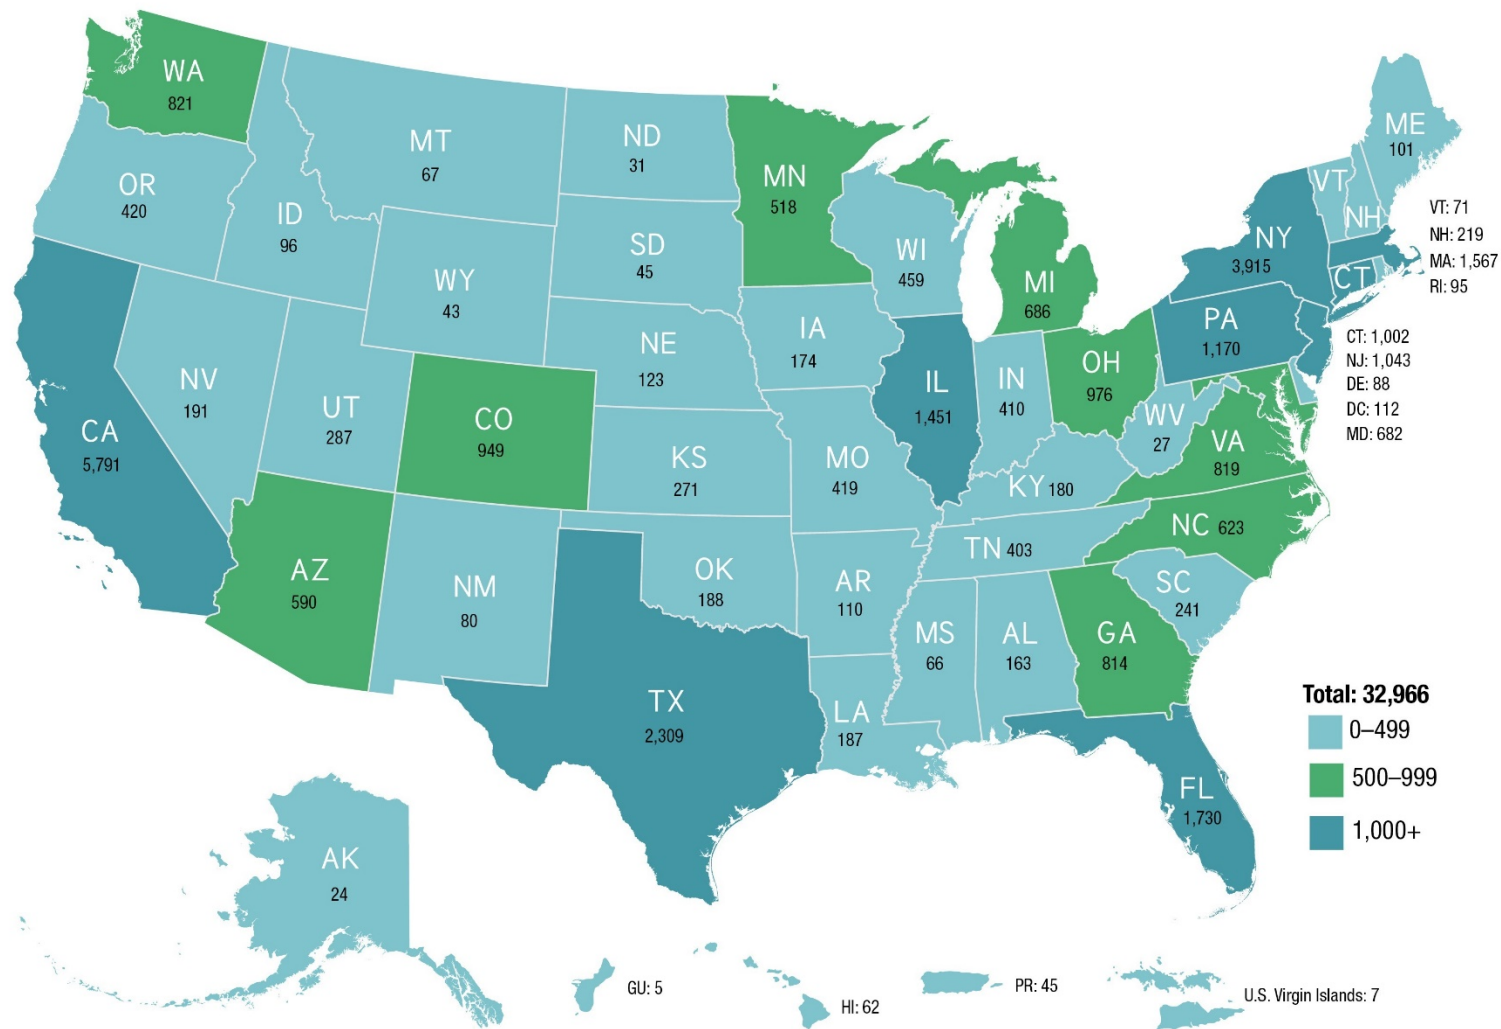 WA
821
OR
420
CA
5,791
ID
96
NV
191
MT
67
WY
43
UT
287
AZ
590
CO
949
NM
80
ND
31
SD
45
NE
123
KS
271
OK
188
TX
2,309
MN
518
IA
174
MO
419
AR
110
LA
187
WI
459
IL
1,451
MI
686
IN
410
OH
976
KY 180
TN 403
MS
66
AL
163
GA
814
FL
1,730
SC
241
NC 623
VA
819
WV
27
PA
1,170
NY
3,915
VT
NH
ME
101
CT
VT: 71
NH: 219
MA: 1,567
RI: 95
CT: 1,002
NJ: 1,043
DE: 88
DC: 112
MD: 682
Total: 32,966
0–499
500–999
1,000+
AK
24
GU: 5
HI: 62
PR: 45
U.S. Virgin Islands: 7